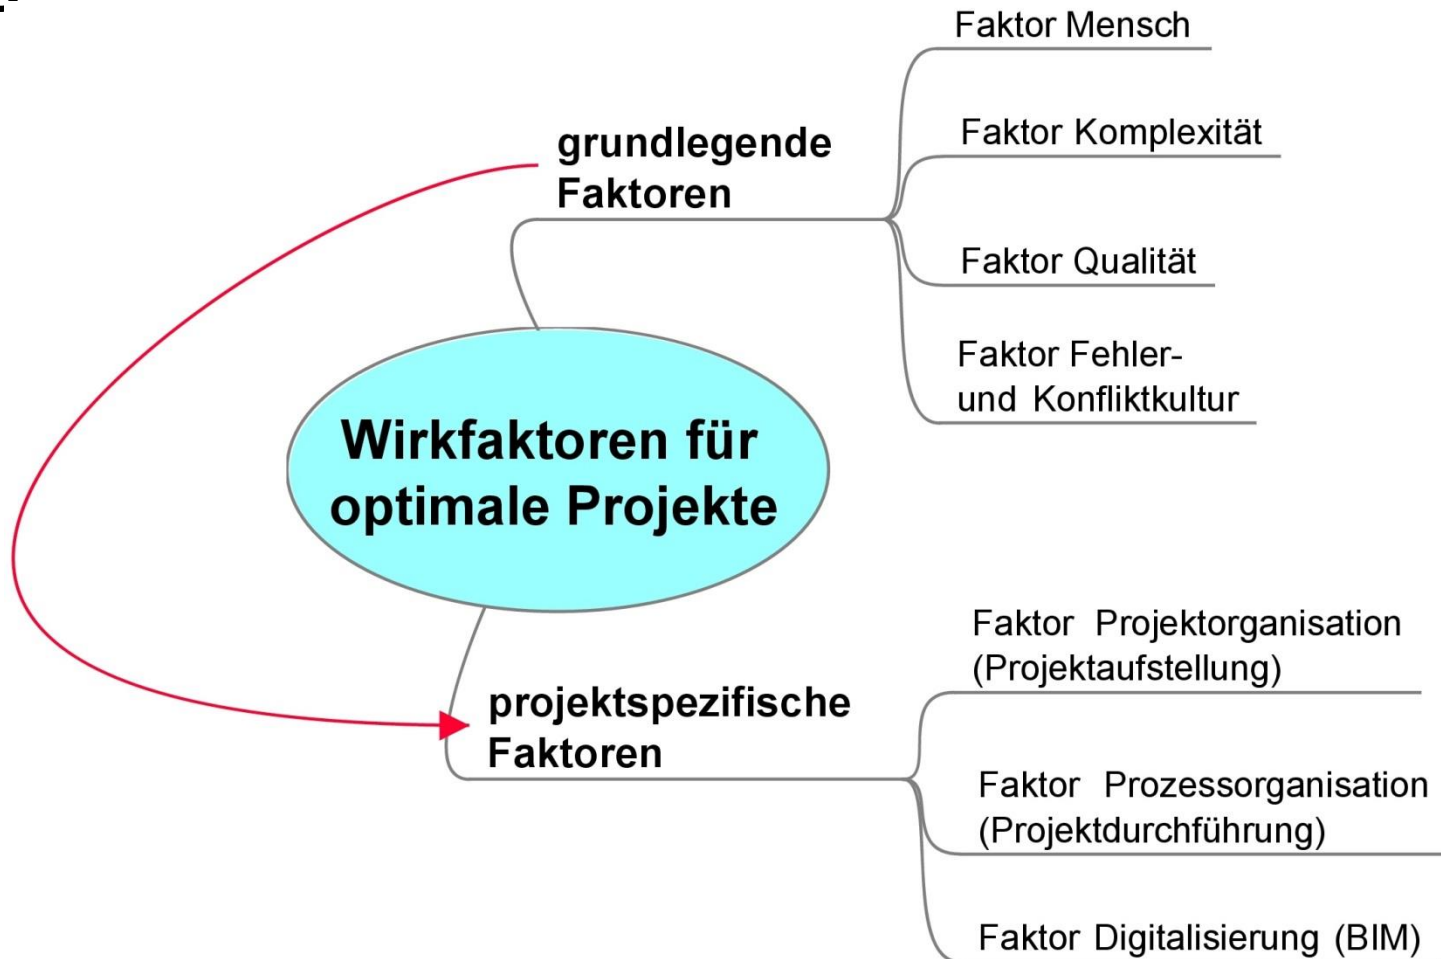 Faktor Mensch
grundlegende
Faktoren
Faktor Komplexität
Faktor Qualität
Faktor Fehler-
und Konfliktkultur
Wirkfaktoren für
optimale Projekte
projektspezifische
Faktoren
Faktor Projektorganisation
(Projektaufstellung)
Faktor Prozessorganisation
(Projektdurchführung)
Faktor Digitalisierung (BIM)